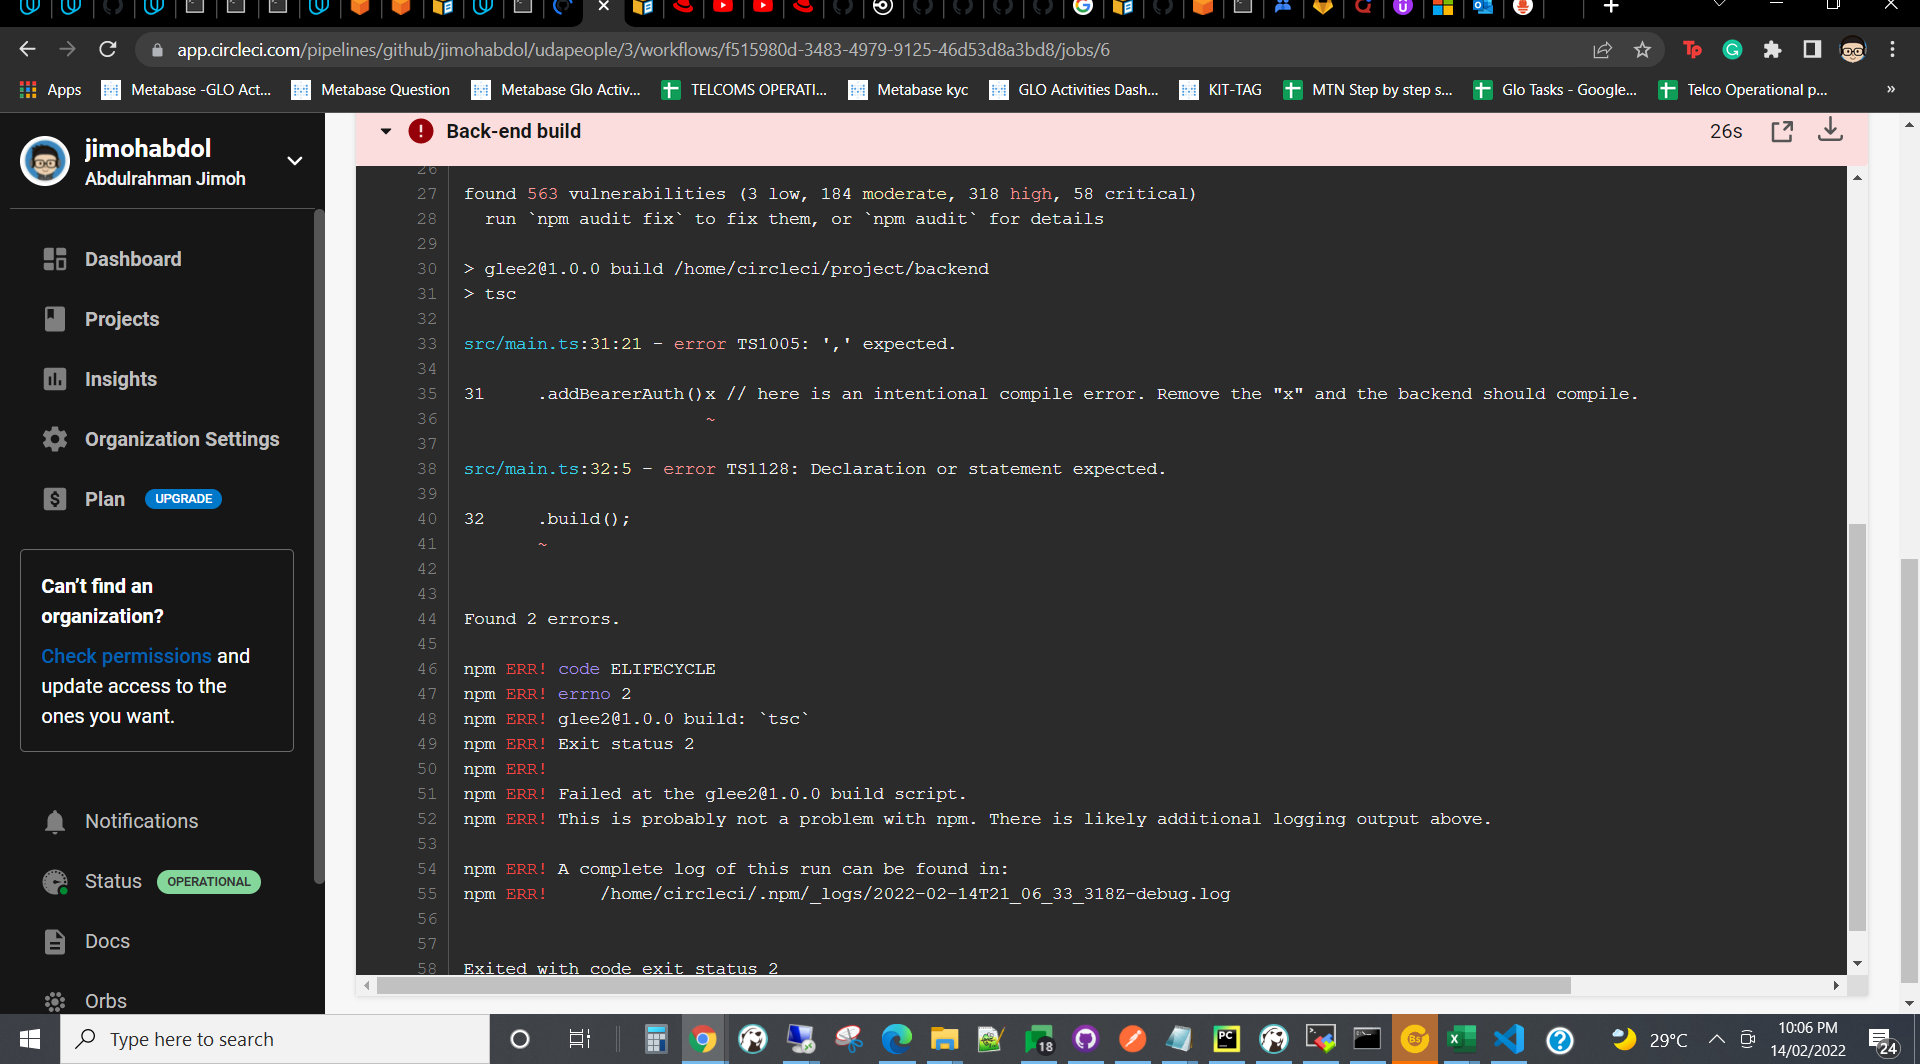 app.circleci.com/pipelines/github/jimohabdol/udapeople/3/workflows/f515980d-3483-4979-9125-46d53d8a3bd8/jobs/6
Apps Metabase -GLO Act... Metabase Question Metabase Glo Activ... TELCOMS OPERATI... Metabase kyc GLO Activities Dash... KIT-TAG MTN Step by step s... Glo Tasks - Google... Telco Operational p... »
jimohabdol
Abdulrahman Jimoh
Dashboard
Projects
Insights
Organization Settings
Plan UPGRADE
Can’t find an
organization?
Check permissions and
update access to the
ones you want.
Notifications
Status OPERATIONAL
Docs
Orbs
Back-end build 26s
26
27 found 563 vulnerabilities (3 low, 184 moderate, 318 high, 58 critical)
28 run `npm audit fix` to fix them, or `npm audit` for details
29
30 > glee2@1.0.0 build /home/circleci/project/backend
31 > tsc
32
33 src/main.ts:31:21 - error TS1005: ',' expected.
34
35 31 .addBearerAuth()x // here is an intentional compile error. Remove the "x" and the backend should compile.
36 ~
37
38 src/main.ts:32:5 - error TS1128: Declaration or statement expected.
39
40 32 .build();
41 ~
42
43
44 Found 2 errors.
45
46 npm ERR! code ELIFECYCLE
47 npm ERR! errno 2
48 npm ERR! glee2@1.0.0 build: `tsc`
49 npm ERR! Exit status 2
50 npm ERR!
51 npm ERR! Failed at the glee2@1.0.0 build script.
52 npm ERR! This is probably not a problem with npm. There is likely additional logging output above.
53
54 npm ERR! A complete log of this run can be found in:
55 npm ERR! /home/circleci/.npm/_logs/2022-02-14T21_06_33_318Z-debug.log
56
57
58 Exited with code exit status 2
Type here to search
18
29°C
10:06 PM
14/02/2022
24